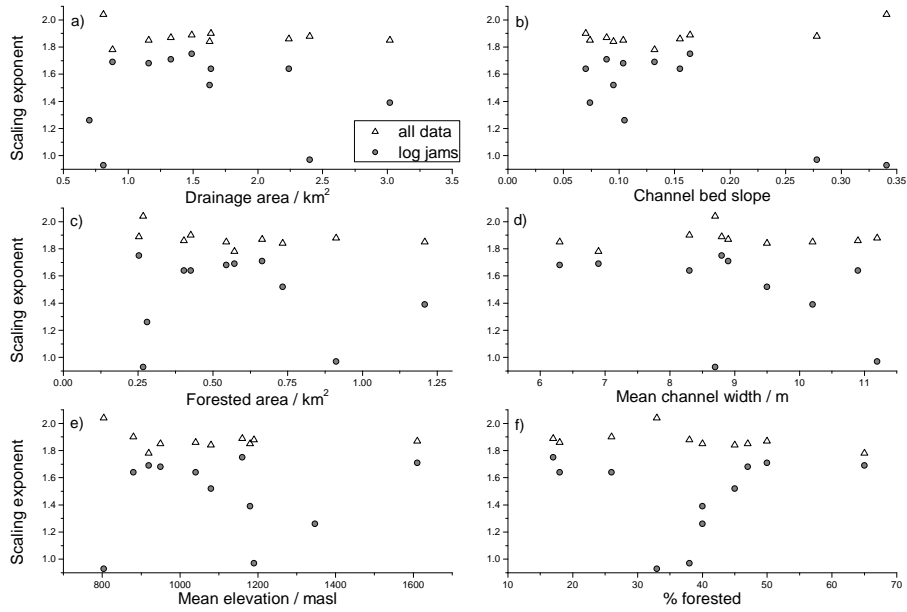 a)
Scaling exponent
2.0
1.8
1.6
1.4
1.2
1.0
all data
log jams
0.5 1.0 1.5 2.0 2.5 3.0 3.5
Drainage area / km²
b)
2.0
1.8
1.6
1.4
1.2
1.0
0.00 0.05 0.10 0.15 0.20 0.25 0.30 0.35
Channel bed slope
c)
Scaling exponent
2.0
1.8
1.6
1.4
1.2
1.0
0.00 0.25 0.50 0.75 1.00 1.25
Forested area / km²
d)
2.0
1.8
1.6
1.4
1.2
1.0
6 7 8 9 10 11
Mean channel width / m
e)
Scaling exponent
2.0
1.8
1.6
1.4
1.2
1.0
800 1000 1200 1400 1600
Mean elevation / masl
f)
2.0
1.8
1.6
1.4
1.2
1.0
10 20 30 40 50 60 70
% forested